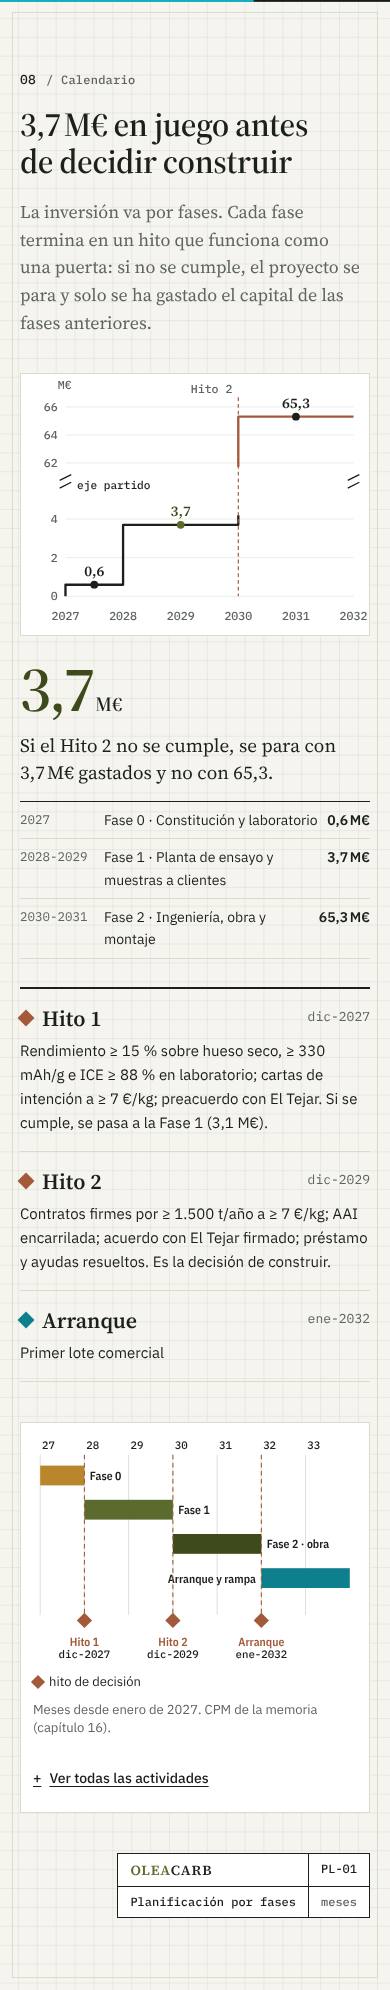 08 / Calendario
3,7 M€ en juego antes
de decidir construir
La inversión va por fases. Cada fase
termina en un hito que funciona como
una puerta: si no se cumple, el proyecto se
para y solo se ha gastado el capital de las
fases anteriores.
M€
Hito 2
66
65,3
64
62
eje partido
4
3,7
2
0,6
0
2027 2028 2029 2030 2031 2032
3,7 M€
Si el Hito 2 no se cumple, se para con
3,7 M€ gastados y no con 65,3.
2027 Fase 0 · Constitución y laboratorio 0,6 M€
2028-2029 Fase 1 · Planta de ensayo y 3,7 M€
muestras a clientes
2030-2031 Fase 2 · Ingeniería, obra y 65,3 M€
montaje
Hito 1 dic-2027
Rendimiento ≥ 15 % sobre hueso seco, ≥ 330
mAh/g e ICE ≥ 88 % en laboratorio; cartas de
intención a ≥ 7 €/kg; preacuerdo con El Tejar. Si se
cumple, se pasa a la Fase 1 (3,1 M€).
Hito 2 dic-2029
Contratos firmes por ≥ 1.500 t/año a ≥ 7 €/kg; AAI
encarrilada; acuerdo con El Tejar firmado; préstamo
y ayudas resueltos. Es la decisión de construir.
Arranque ene-2032
Primer lote comercial
27 28 29 30 31 32 33
Fase 0
Fase 1
Fase 2 · obra
Arranque y rampa
Hito 1 Hito 2 Arranque
dic-2027 dic-2029 ene-2032
hito de decisión
Meses desde enero de 2027. CPM de la memoria
(capítulo 16).
+ Ver todas las actividades
OLEACARB PL-01
Planificación por fases meses